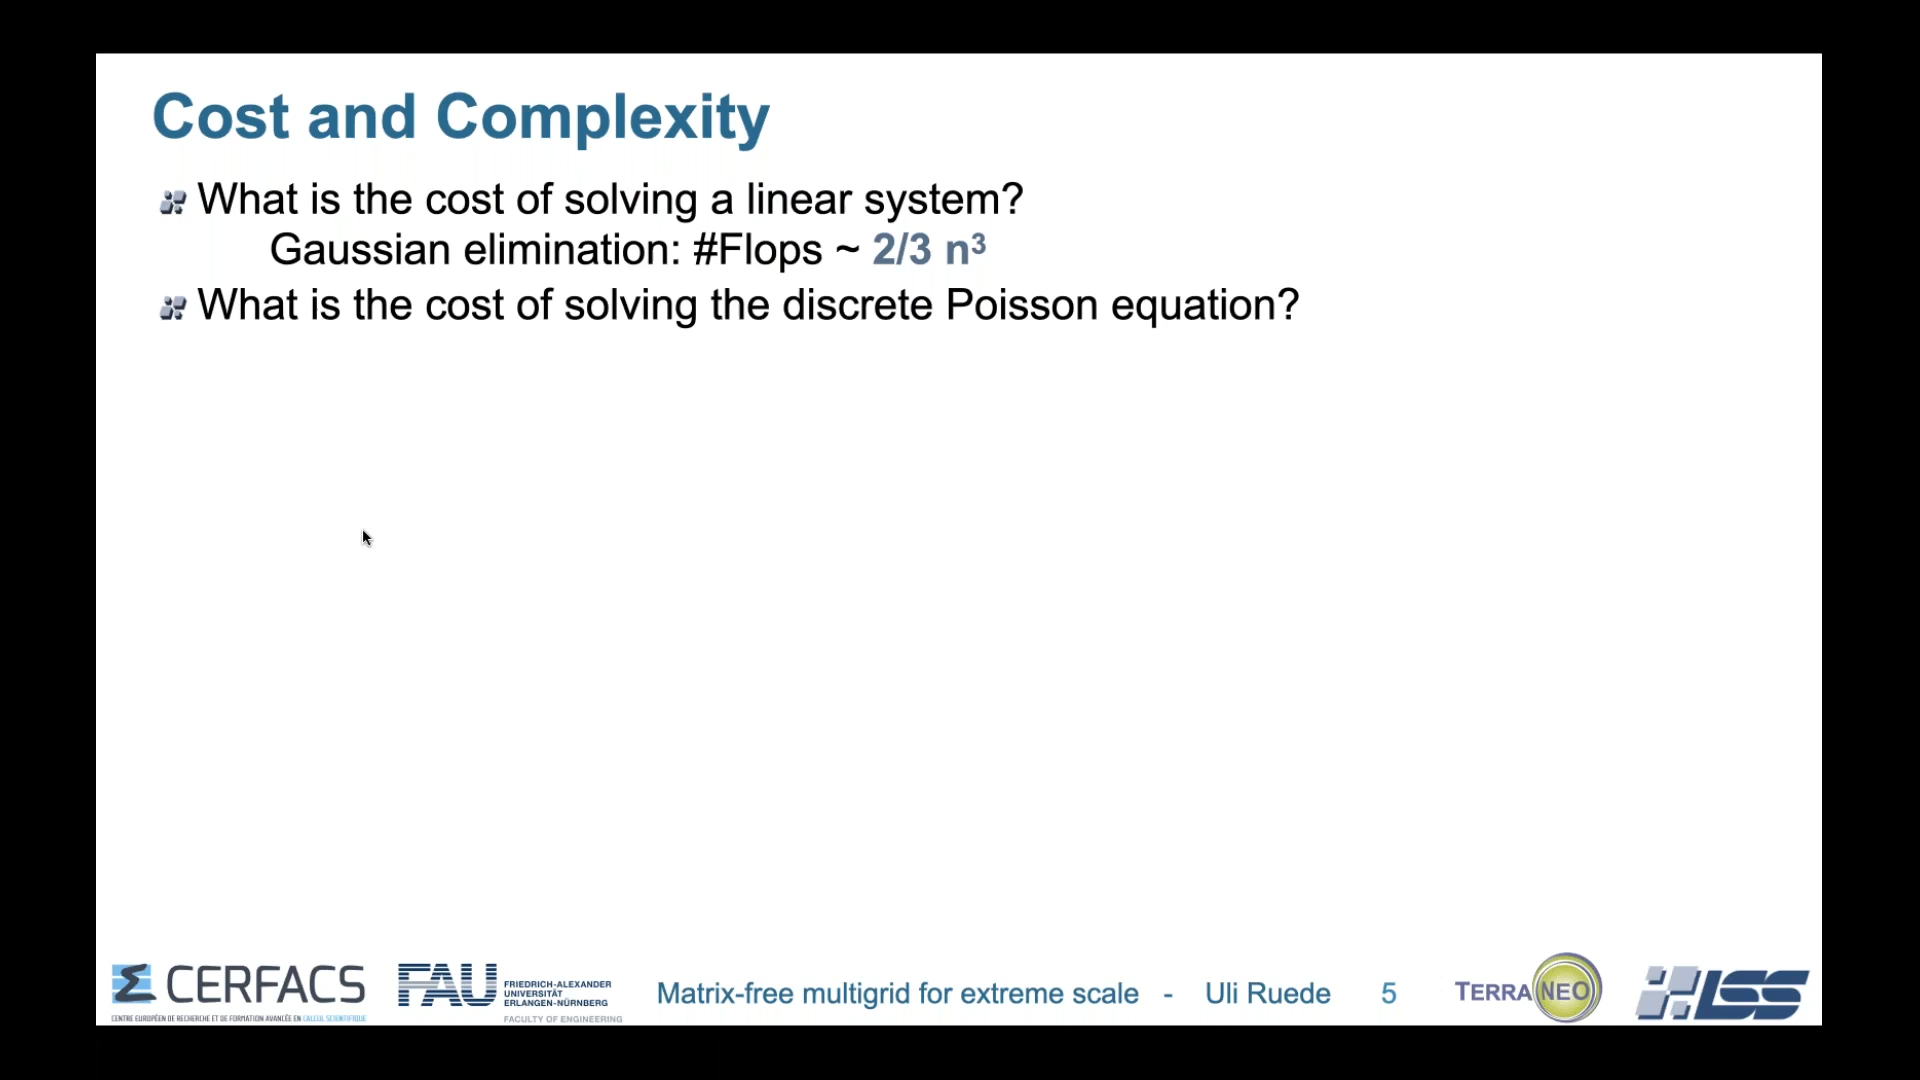 Cost and Complexity
What is the cost of solving a linear system?
Gaussian elimination: #Flops ~ 2/3 n³
What is the cost of solving the discrete Poisson equation?
CERFACS
CENTRE EUROPÉEN DE RECHERCHE ET DE FORMATION AVANCÉE EN CALCUL SCIENTIFIQUE
FAU
FRIEDRICH-ALEXANDER
UNIVERSITÄT
ERLANGEN-NÜRNBERG
FACULTY OF ENGINEERING
Matrix-free multigrid for extreme scale - Uli Ruede 5
TERRA NEO
LSS